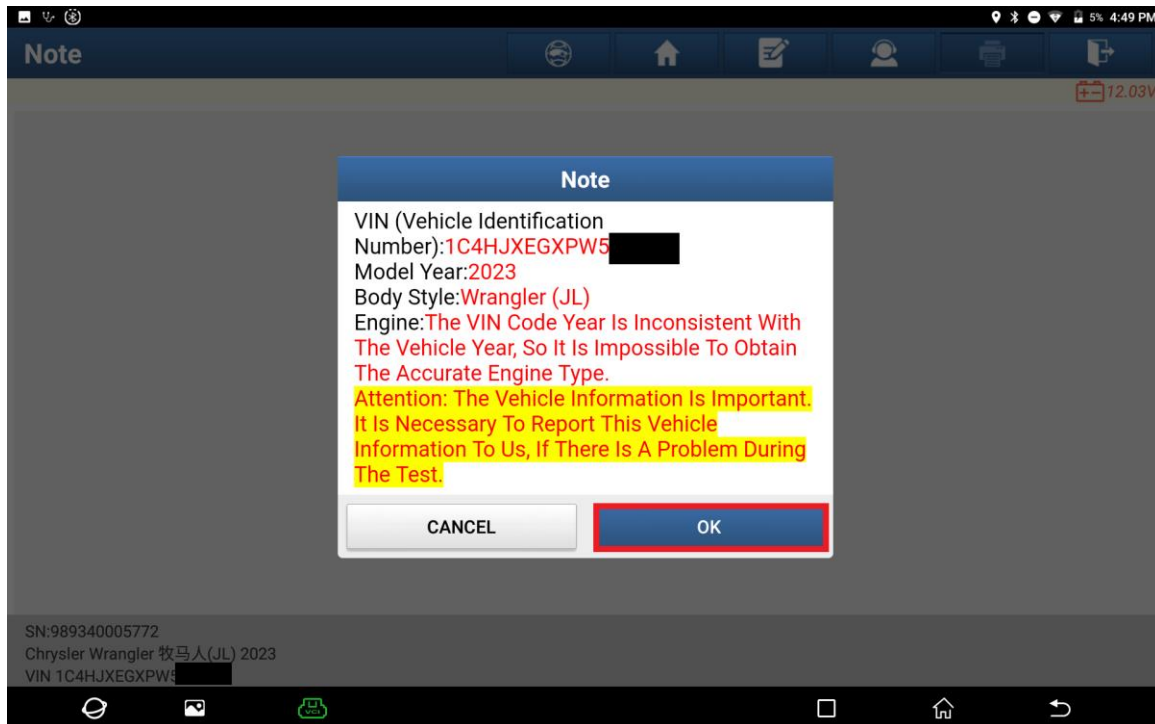 5% 4:49 PM
Note
12.03V
Note
VIN (Vehicle Identification
Number):1C4HJXEGXPW5
Model Year:2023
Body Style:Wrangler (JL)
Engine:The VIN Code Year Is Inconsistent With
The Vehicle Year, So It Is Impossible To Obtain
The Accurate Engine Type.
Attention: The Vehicle Information Is Important.
It Is Necessary To Report This Vehicle
Information To Us, If There Is A Problem During
The Test.
CANCEL
OK
SN:989340005772
Chrysler Wrangler 牧马人(JL) 2023
VIN 1C4HJXEGXPW5
VCI